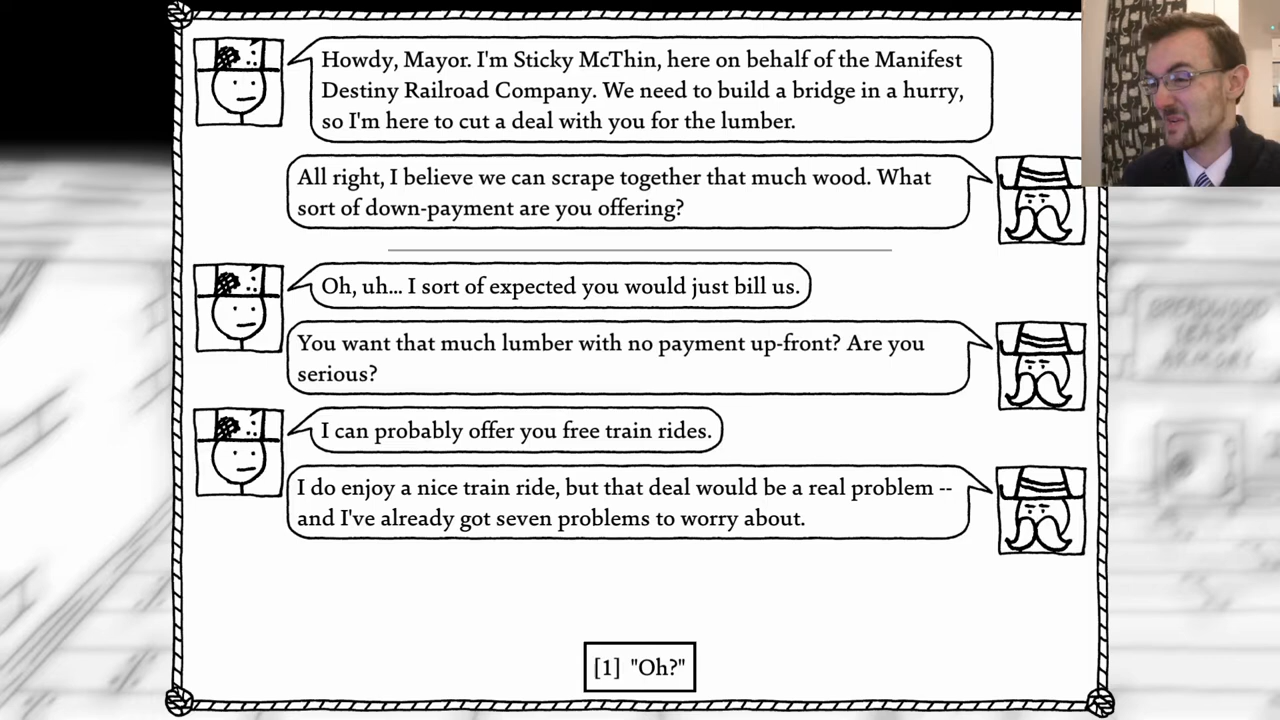 Howdy, Mayor. I'm Sticky McThin, here on behalf of the Manifest
Destiny Railroad Company. We need to build a bridge in a hurry,
so I'm here to cut a deal with you for the lumber.
All right, I believe we can scrape together that much wood. What
sort of down-payment are you offering?
Oh, uh... I sort of expected you would just bill us.
You want that much lumber with no payment up-front? Are you
serious?
I can probably offer you free train rides.
I do enjoy a nice train ride, but that deal would be a real problem --
and I've already got seven problems to worry about.
[1] "Oh?"